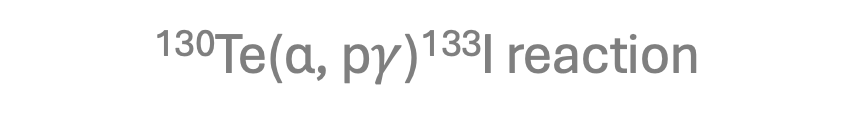 ¹³⁰Te(α, pγ)¹³³I reaction